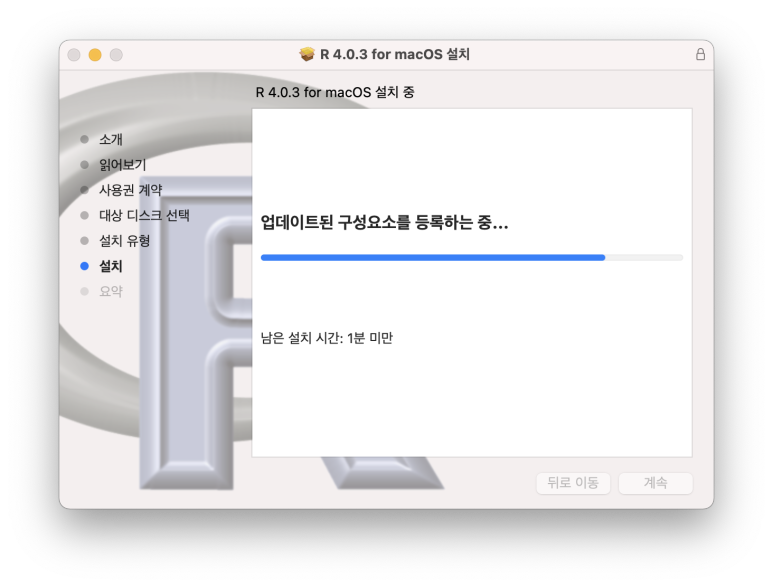 R 4.0.3 for macOS 설치
R 4.0.3 for macOS 설치 중
소개
읽어보기
사용권 계약
대상 디스크 선택
설치 유형
설치
요약
업데이트된 구성요소를 등록하는 중...
남은 설치 시간: 1분 미만
뒤로 이동
계속